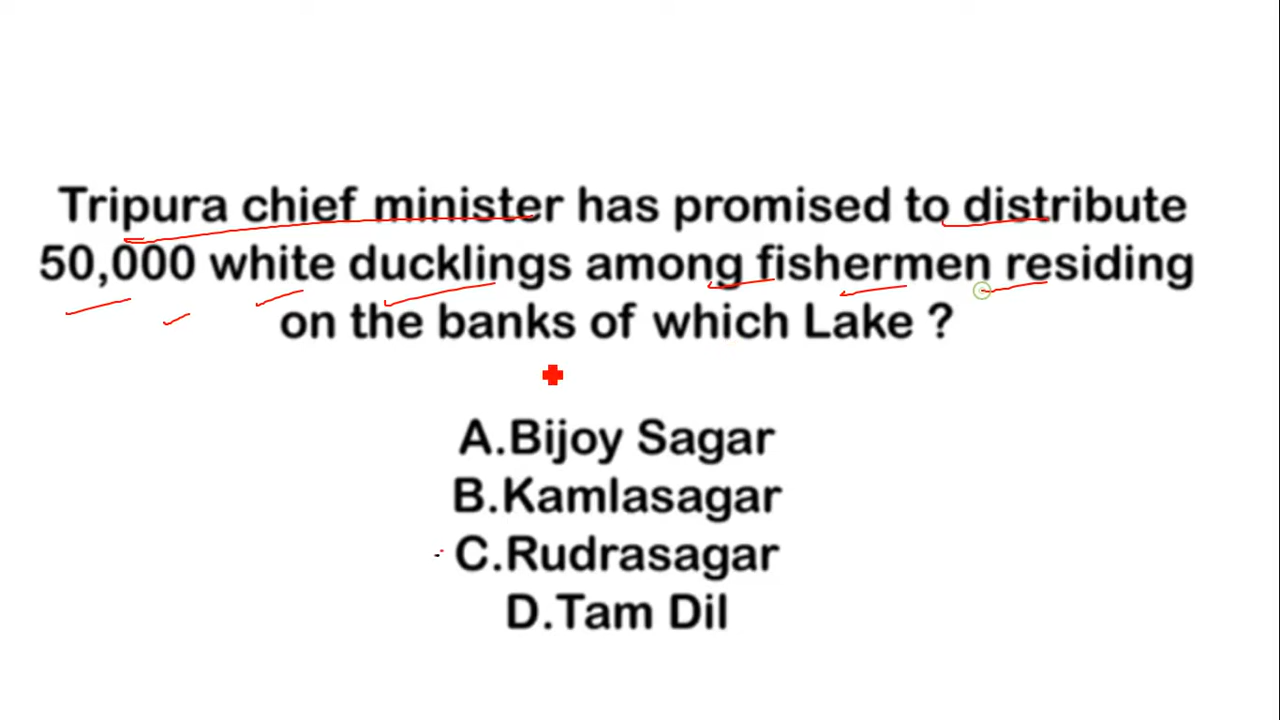 Tripura chief minister has promised to distribute
50,000 white ducklings among fishermen residing
on the banks of which Lake ?
A.Bijoy Sagar
B.Kamlasagar
C.Rudrasagar
D.Tam Dil